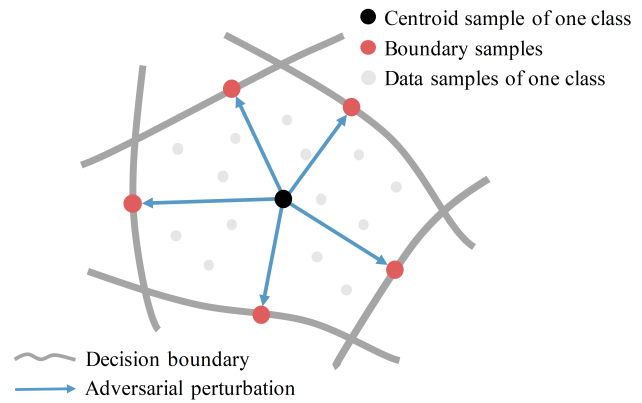 Centroid sample of one class
Boundary samples
Data samples of one class
Decision boundary
Adversarial perturbation